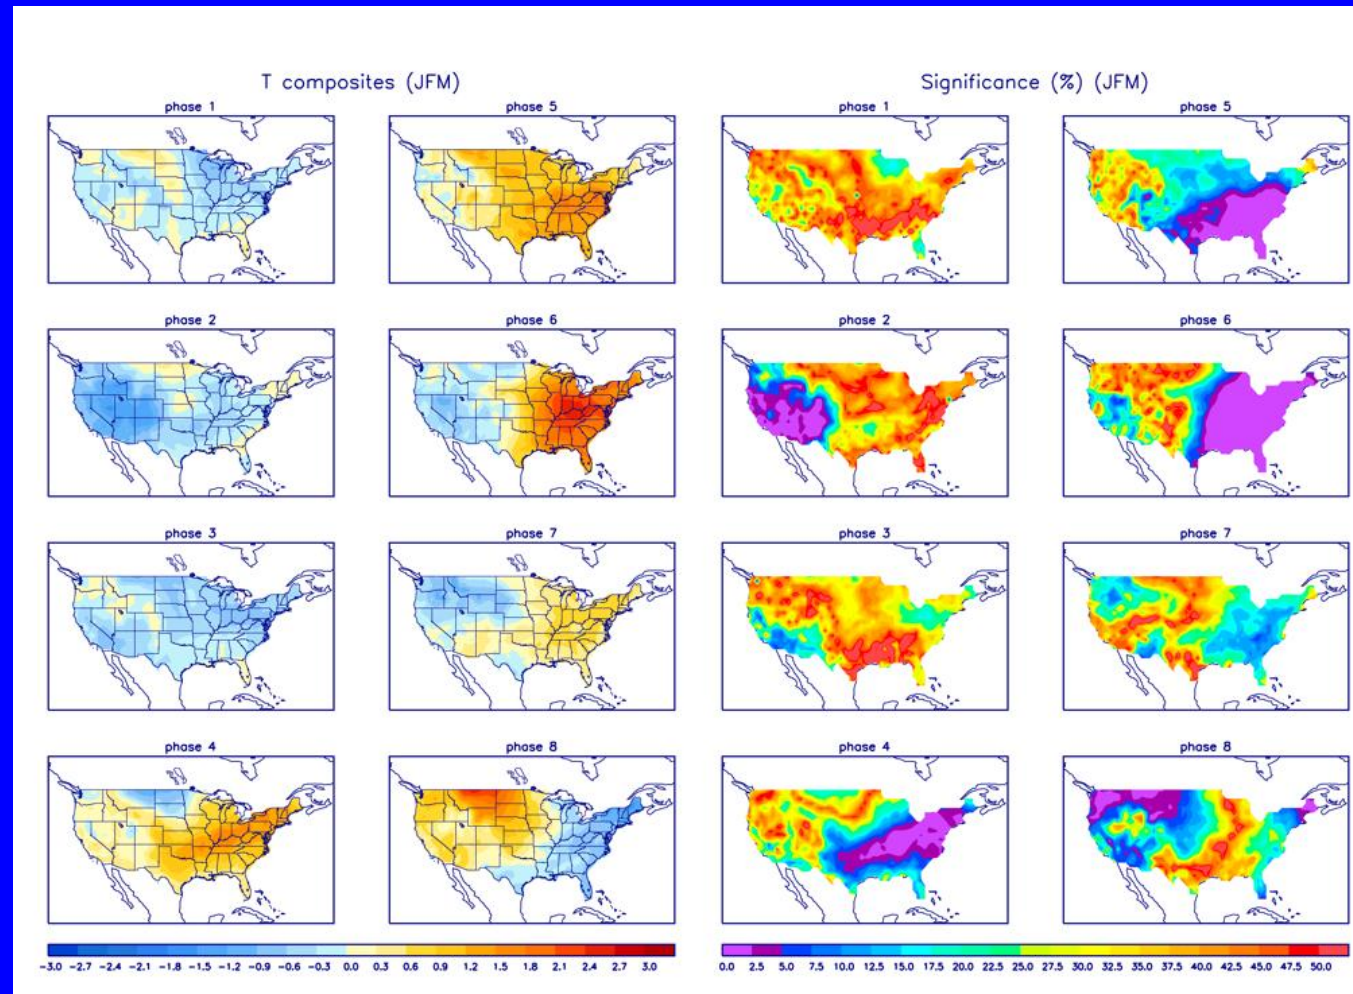 T composites (JFM)
Significance (%) (JFM)
phase 1
phase 5
phase 1
phase 5
phase 2
phase 6
phase 2
phase 6
phase 3
phase 7
phase 3
phase 7
phase 4
phase 8
phase 4
phase 8
-3.0 -2.7 -2.4 -2.1 -1.8 -1.5 -1.2 -0.9 -0.6 -0.3 0.0 0.3 0.6 0.9 1.2 1.5 1.8 2.1 2.4 2.7 3.0
0.0 2.5 5.0 7.5 10.0 12.5 15.0 17.5 20.0 22.5 25.0 27.5 30.0 32.5 35.0 37.5 40.0 42.5 45.0 47.5 50.0